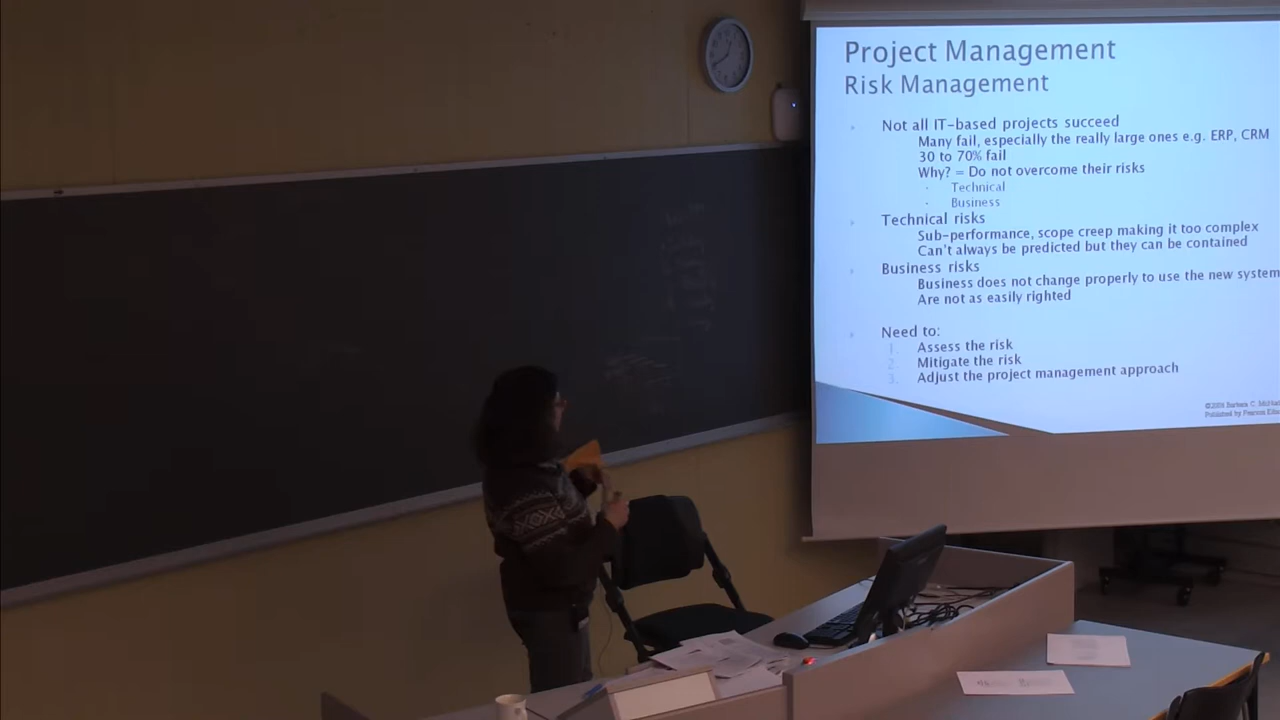 Project Management
Risk Management
Not all IT-based projects succeed
Many fail, especially the really large ones e.g. ERP, CRM
30 to 70% fail
Why? = Do not overcome their risks
Technical
Business
Technical risks
Sub-performance, scope creep making it too complex
Can't always be predicted but they can be contained
Business risks
Business does not change properly to use the new system
Are not as easily righted
Need to:
1. Assess the risk
2. Mitigate the risk
3. Adjust the project management approach
Barbara C.
Published by